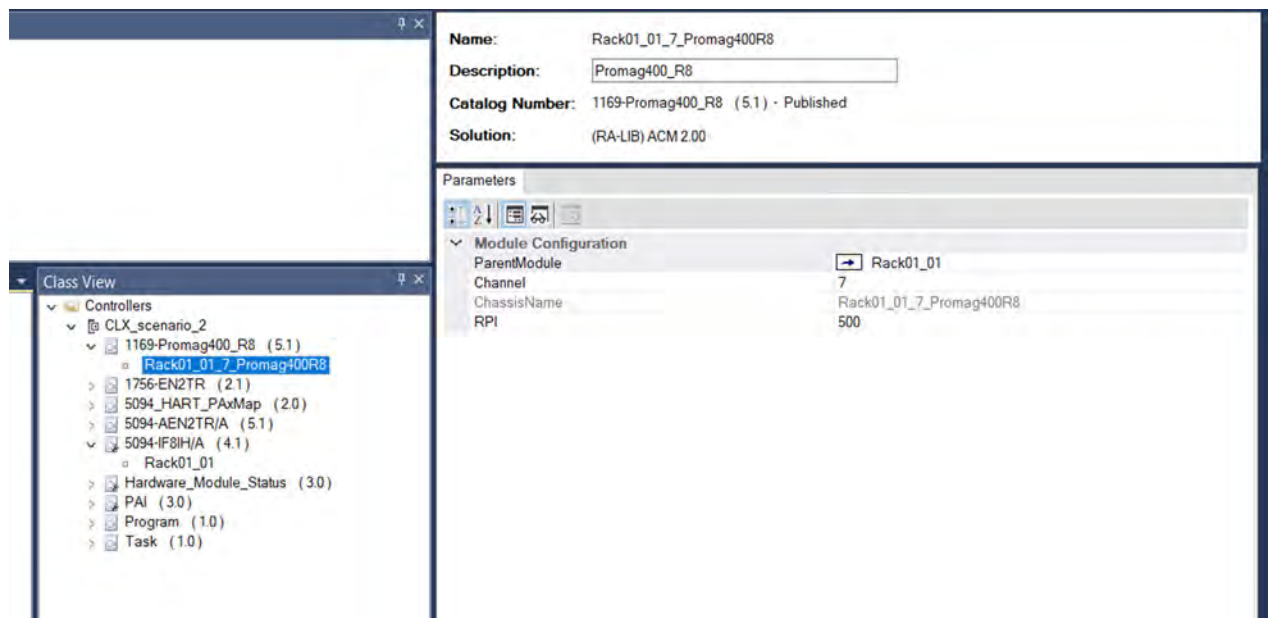 Name: Rack01_01_7_Promag400R8
Description: Promag400_R8
Catalog Number: 1169-Promag400_R8 (5.1) - Published
Solution: (RA-LIB) ACM 2.00
Parameters
Module Configuration
ParentModule Rack01_01
Channel 7
ChassisName Rack01_01_7_Promag400R8
RPI 500
Class View
Controllers
CLX_scenario_2
1169-Promag400_R8 (5.1)
Rack01_01_7_Promag400R8
1756-EN2TR (2.1)
5094_HART_PAxMap (2.0)
5094-AEN2TR/A (5.1)
5094-IF8IH/A (4.1)
Rack01_01
Hardware_Module_Status (3.0)
PAI (3.0)
Program (1.0)
Task (1.0)